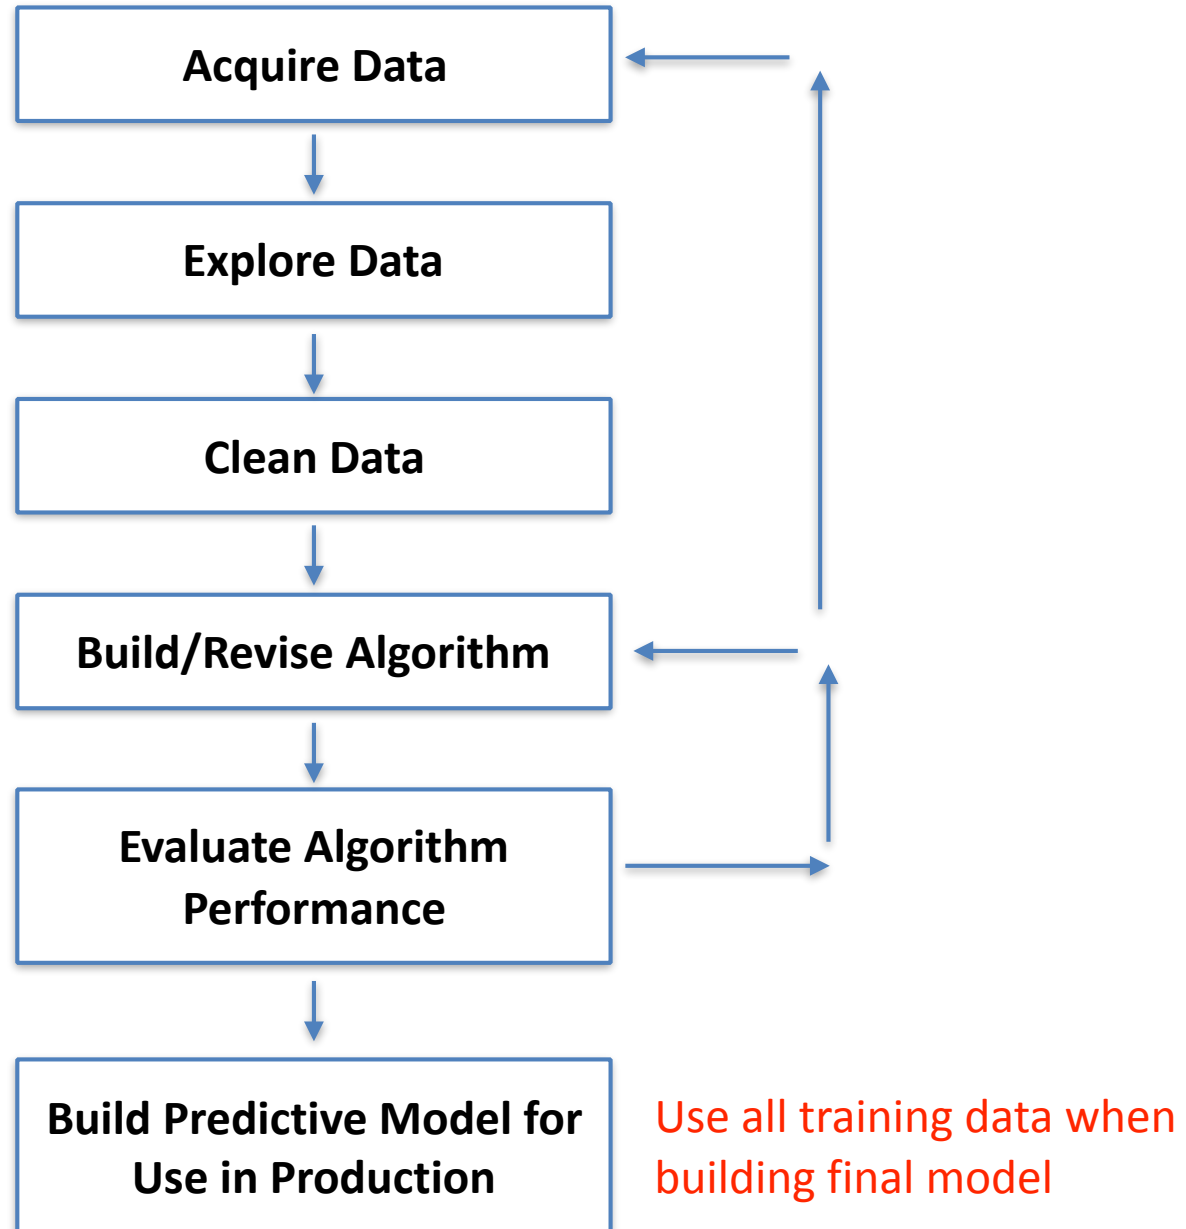 Acquire Data
Explore Data
Clean Data
Build/Revise Algorithm
Evaluate Algorithm
Performance
Build Predictive Model for
Use in Production
Use all training data when
building final model